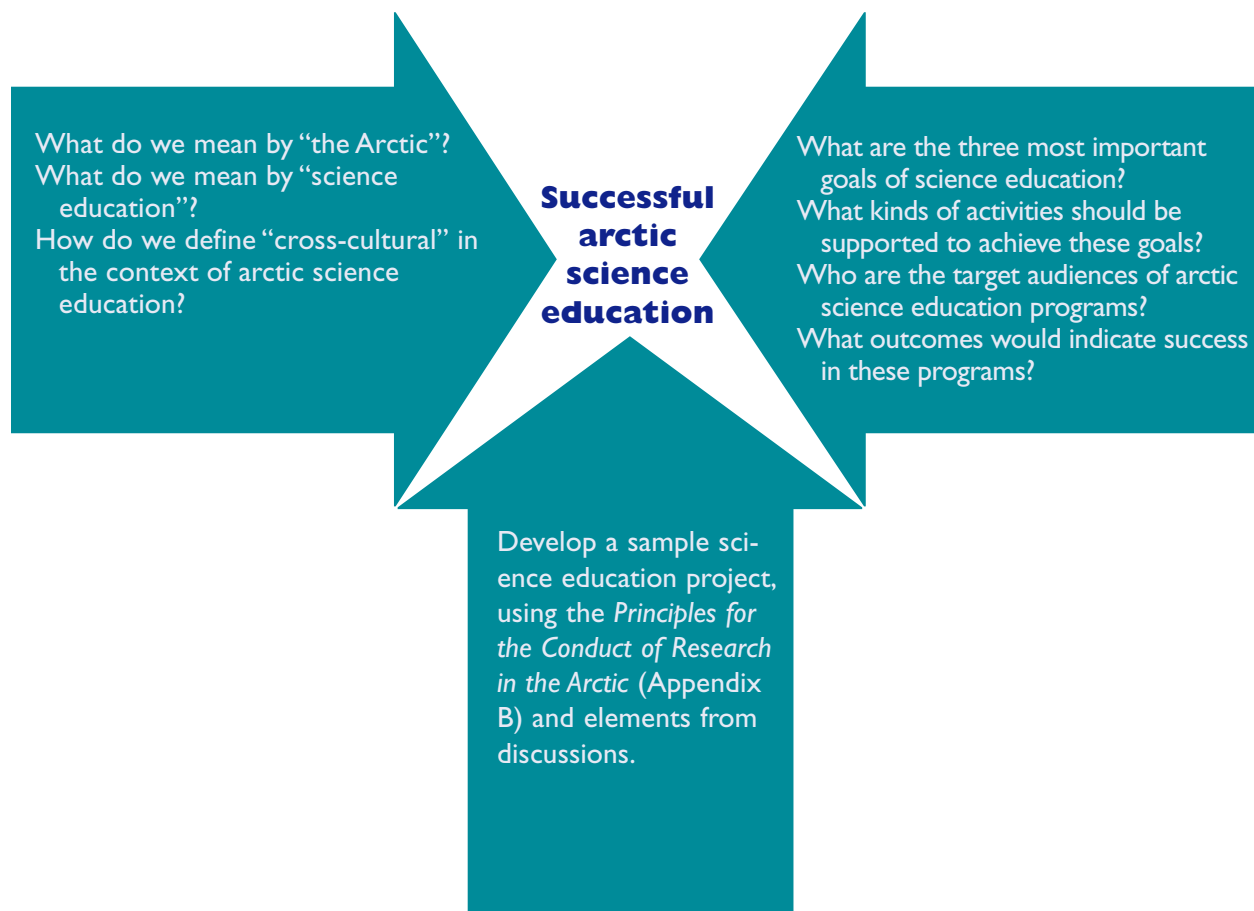 What do we mean by “the Arctic”?
What do we mean by “science
education”?
How do we define “cross-cultural” in
the context of arctic science
education?
Successful
arctic
science
education
What are the three most important
goals of science education?
What kinds of activities should be
supported to achieve these goals?
Who are the target audiences of arctic
science education programs?
What outcomes would indicate success
in these programs?
Develop a sample sci-
ence education project,
using the Principles for
the Conduct of Research
in the Arctic (Appendix
B) and elements from
discussions.